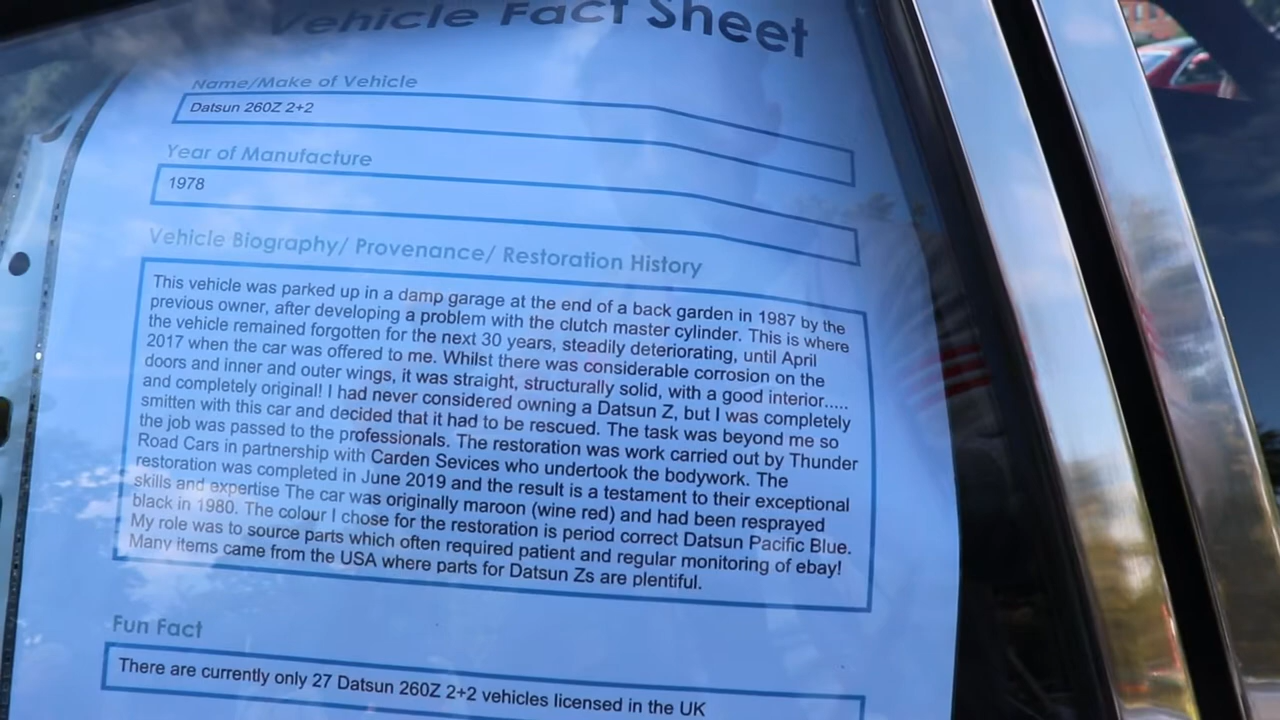 Vehicle Fact Sheet
Name/Make of Vehicle
Datsun 260Z 2+2
Year of Manufacture
1978
Vehicle Biography/ Provenance/ Restoration History
This vehicle was parked up in a damp garage at the end of a back garden in 1987 by the
previous owner, after developing a problem with the clutch master cylinder. This is where
the vehicle remained forgotten for the next 30 years, steadily deteriorating, until April
2017 when the car was offered to me. Whilst there was considerable corrosion on the
doors and inner and outer wings, it was straight, structurally solid, with a good interior.....
and completely original! I had never considered owning a Datsun Z, but I was completely
smitten with this car and decided that it had to be rescued. The task was beyond me so
the job was passed to the professionals. The restoration was work carried out by Thunder
Road Cars in partnership with Carden Sevices who undertook the bodywork. The
restoration was completed in June 2019 and the result is a testament to their exceptional
skills and expertise The car was originally maroon (wine red) and had been resprayed
black in 1980. The colour I chose for the restoration is period correct Datsun Pacific Blue.
My role was to source parts which often required patient and regular monitoring of ebay!
Many items came from the USA where parts for Datsun Zs are plentiful.
Fun Fact
There are currently only 27 Datsun 260Z 2+2 vehicles licensed in the UK